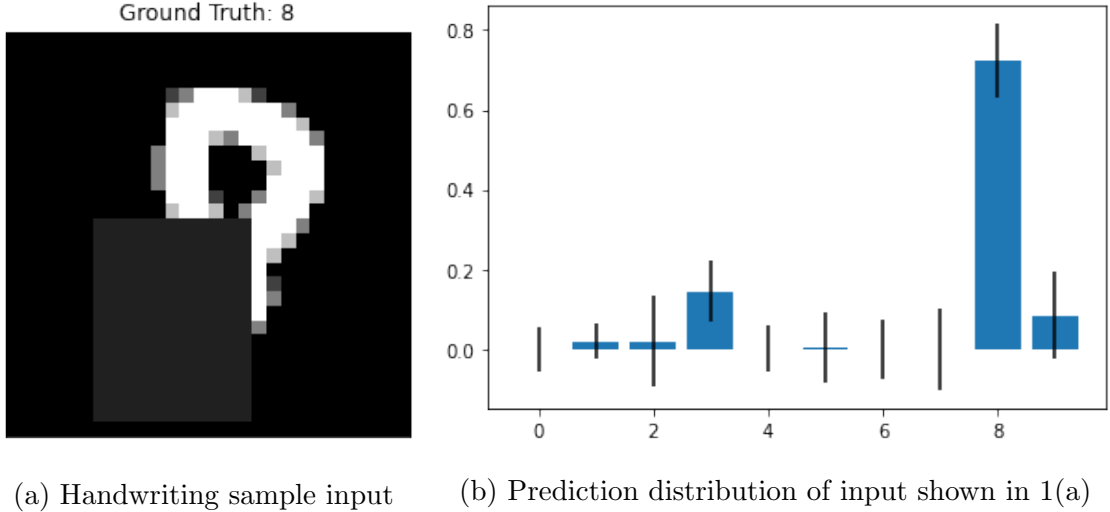 Ground Truth: 8
0.8
0.6
0.4
0.2
0.0
0 2 4 6 8
(a) Handwriting sample input
(b) Prediction distribution of input shown in 1(a)